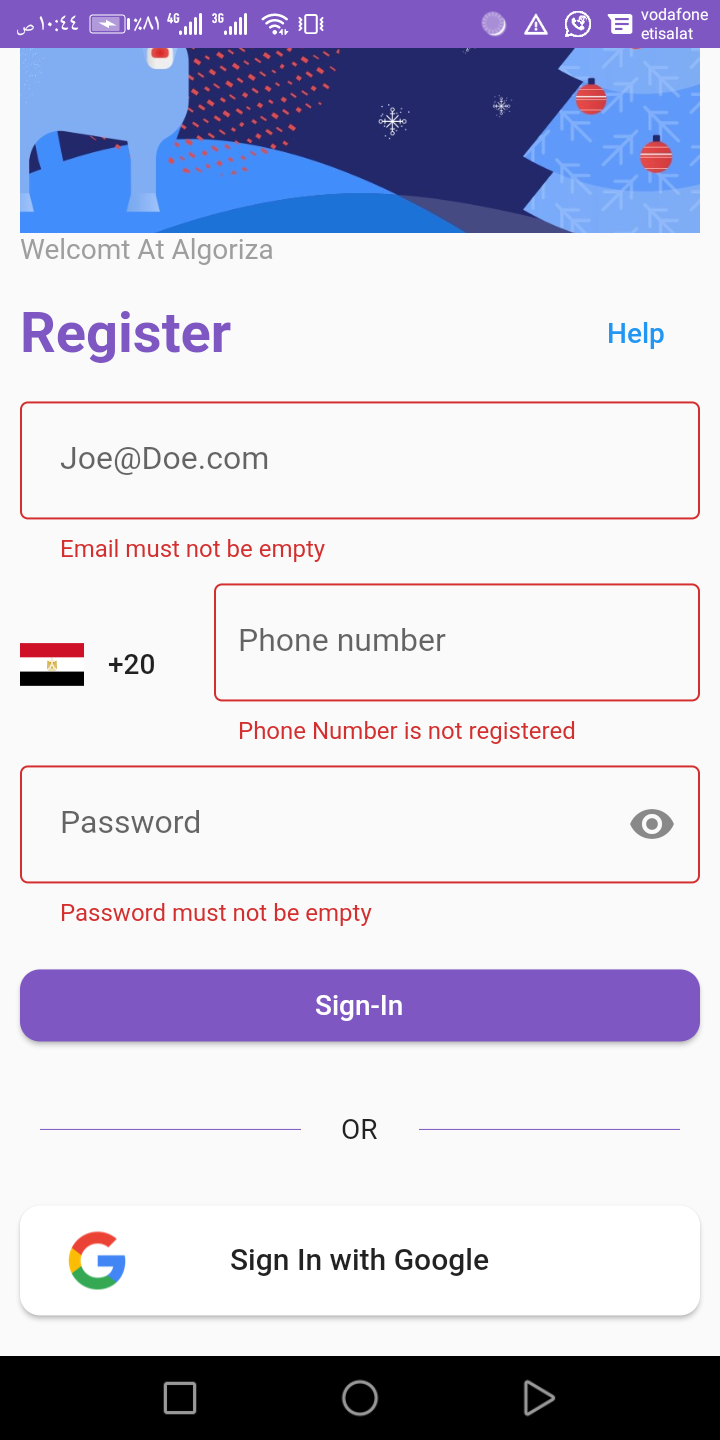 ١٠:٤٤ ص ٪٨١ 4G 3G vodafone
etisalat
Welcomt At Algoriza
Register Help
Joe@Doe.com
Email must not be empty
Phone number
+20
Phone Number is not registered
Password
Password must not be empty
Sign-In
OR
Sign In with Google